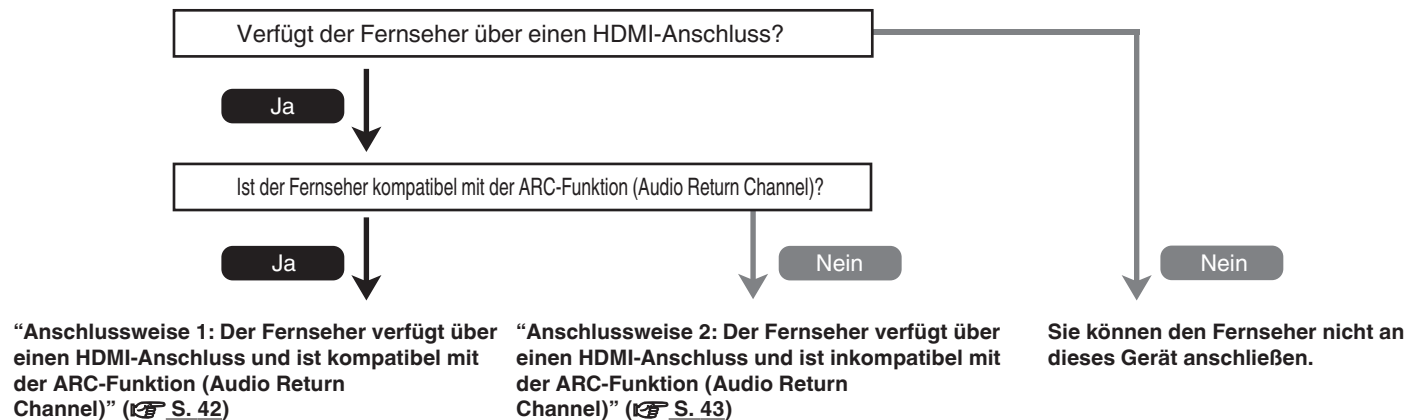 Verfügt der Fernseher über einen HDMI-Anschluss?
Ja
Ist der Fernseher kompatibel mit der ARC-Funktion (Audio Return Channel)?
Ja
Nein
Nein
“Anschlussweise 1: Der Fernseher verfügt über
einen HDMI-Anschluss und ist kompatibel mit
der ARC-Funktion (Audio Return
Channel)” (☞ S. 42)
“Anschlussweise 2: Der Fernseher verfügt über
einen HDMI-Anschluss und ist inkompatibel mit
der ARC-Funktion (Audio Return
Channel)” (☞ S. 43)
Sie können den Fernseher nicht an
dieses Gerät anschließen.